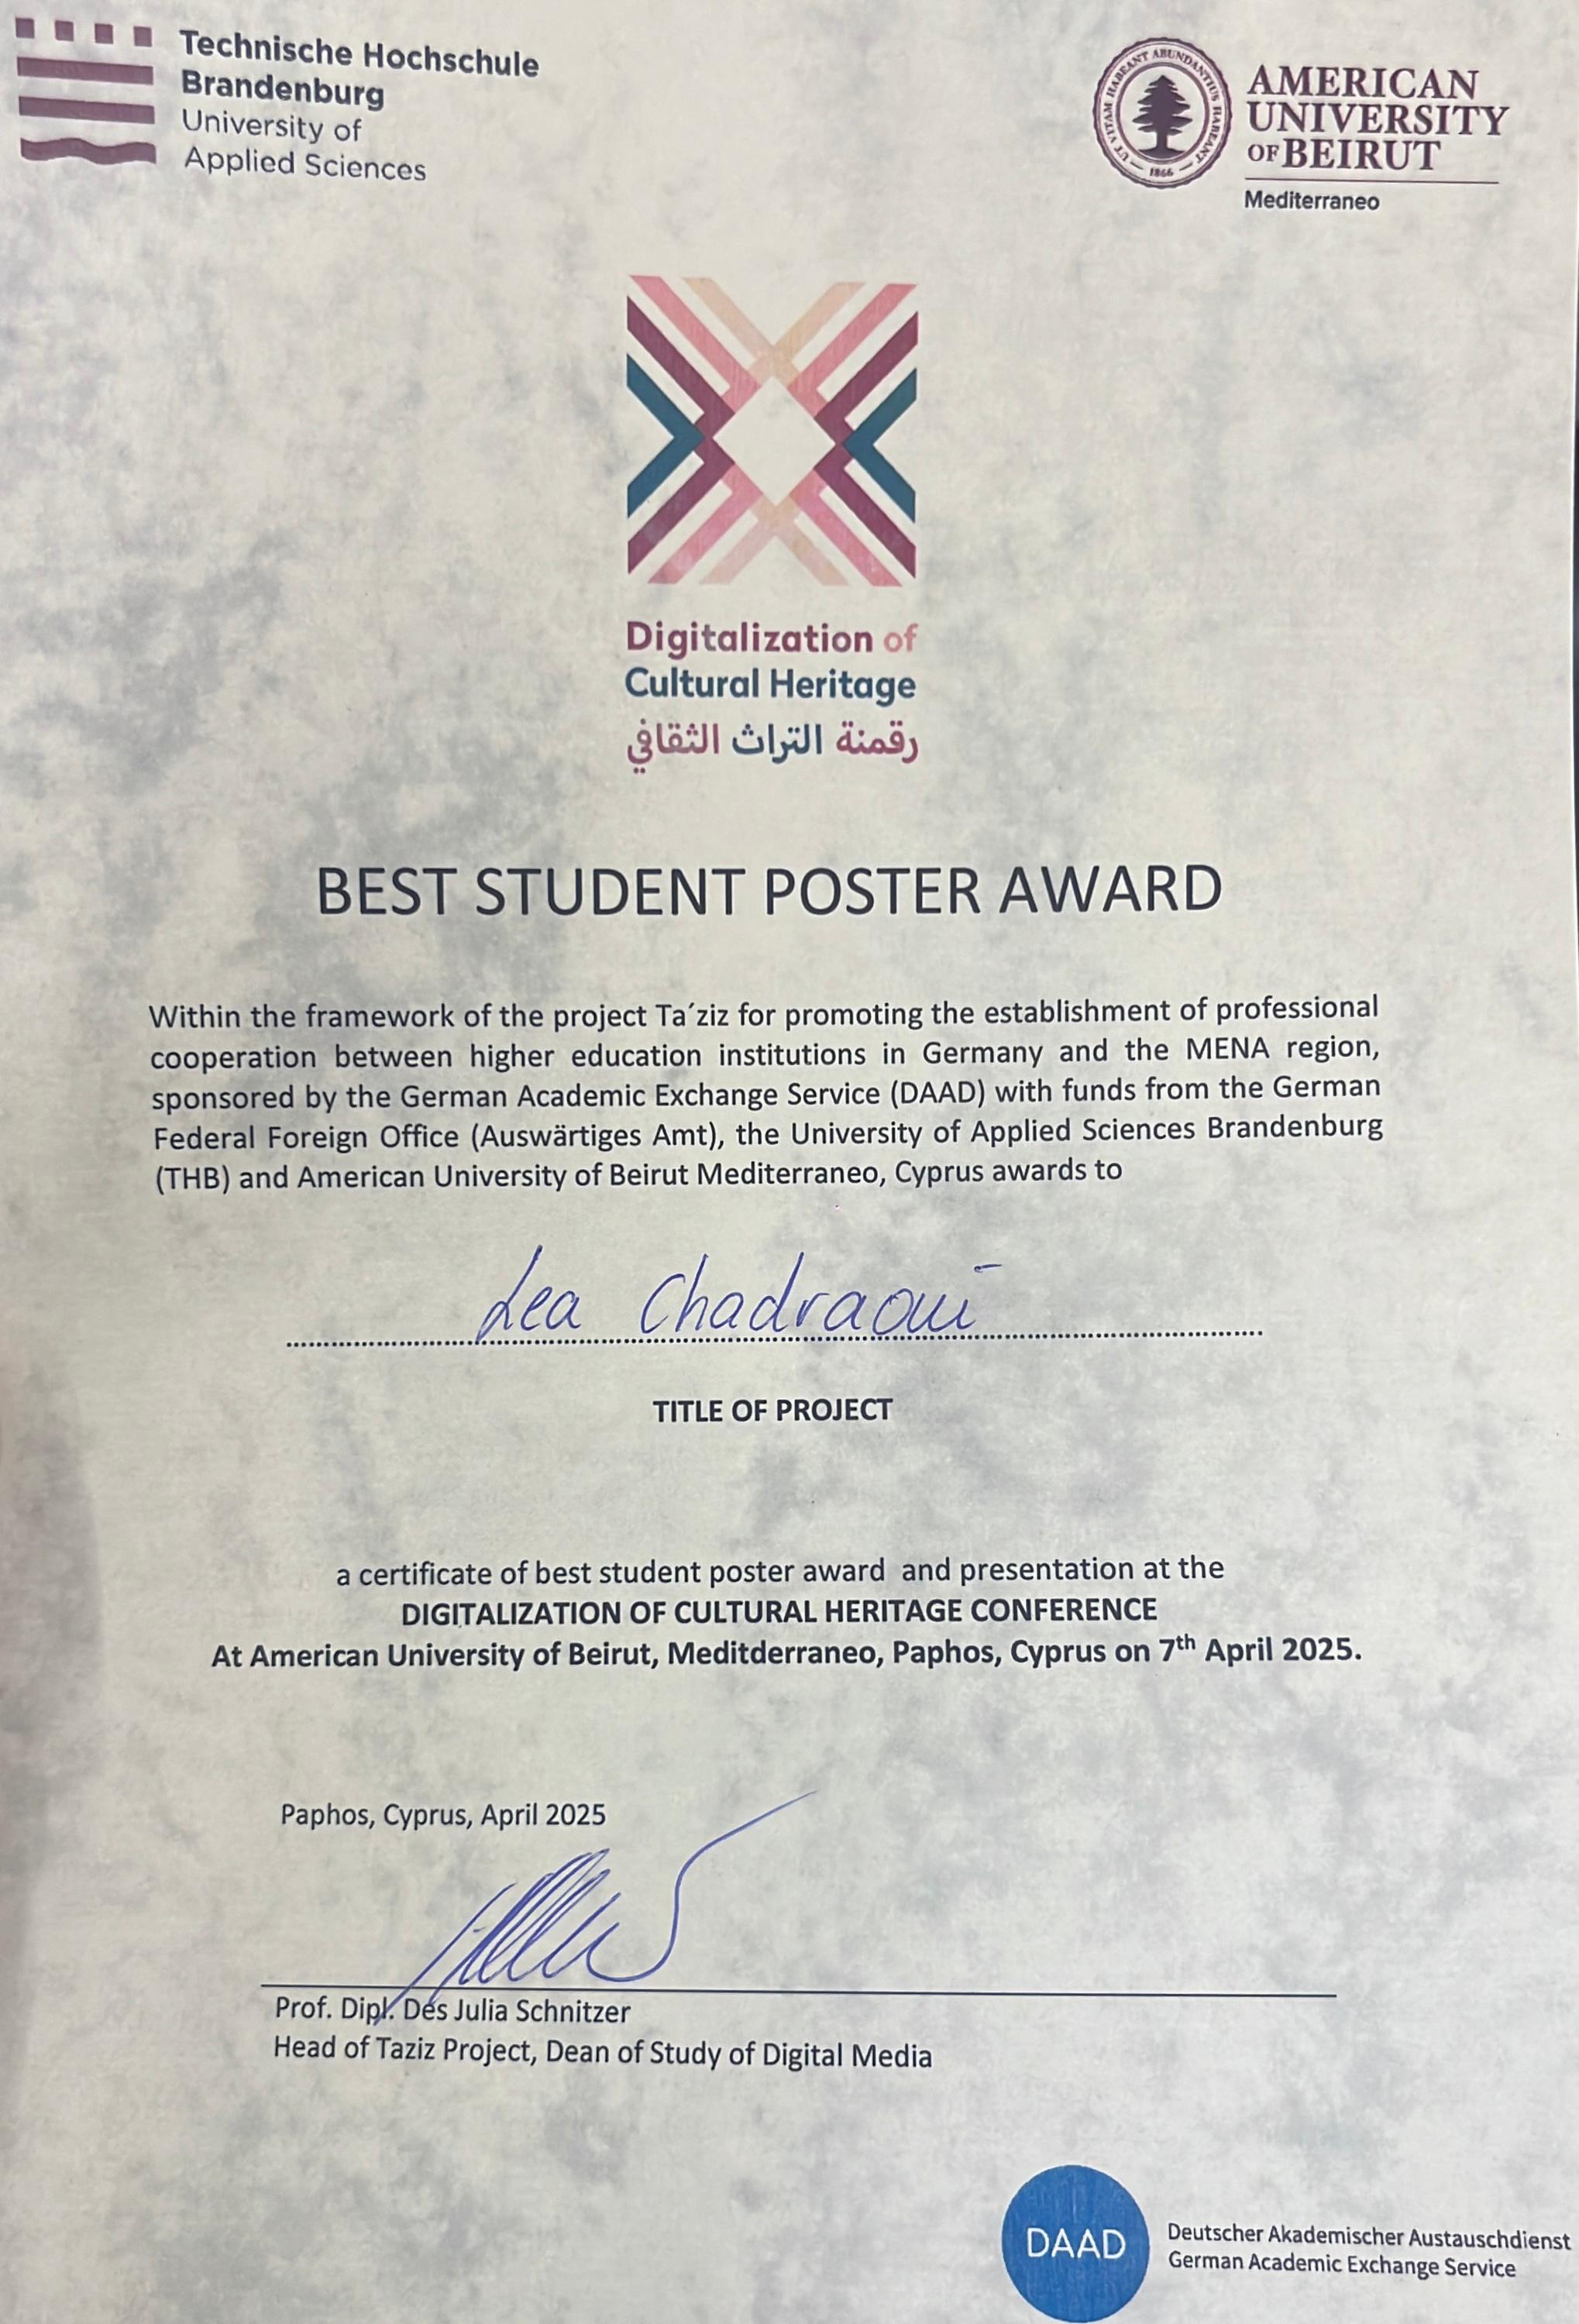 Technische Hochschule
Brandenburg
University of
Applied Sciences
UT VITAM HABEANT ABUNDANTIUS HABEANT
1866
AMERICAN
UNIVERSITY
OF BEIRUT
Mediterraneo
Digitalization of
Cultural Heritage
رقمنة التراث الثقافي
BEST STUDENT POSTER AWARD
Within the framework of the project Ta´ziz for promoting the establishment of professional
cooperation between higher education institutions in Germany and the MENA region,
sponsored by the German Academic Exchange Service (DAAD) with funds from the German
Federal Foreign Office (Auswärtiges Amt), the University of Applied Sciences Brandenburg
(THB) and American University of Beirut Mediterraneo, Cyprus awards to
Lea Chadraoui
TITLE OF PROJECT
a certificate of best student poster award and presentation at the
DIGITALIZATION OF CULTURAL HERITAGE CONFERENCE
At American University of Beirut, Meditderraneo, Paphos, Cyprus on 7th April 2025.
Paphos, Cyprus, April 2025
Prof. Dipl. Des Julia Schnitzer
Head of Taziz Project, Dean of Study of Digital Media
DAAD
Deutscher Akademischer Austauschdienst
German Academic Exchange Service